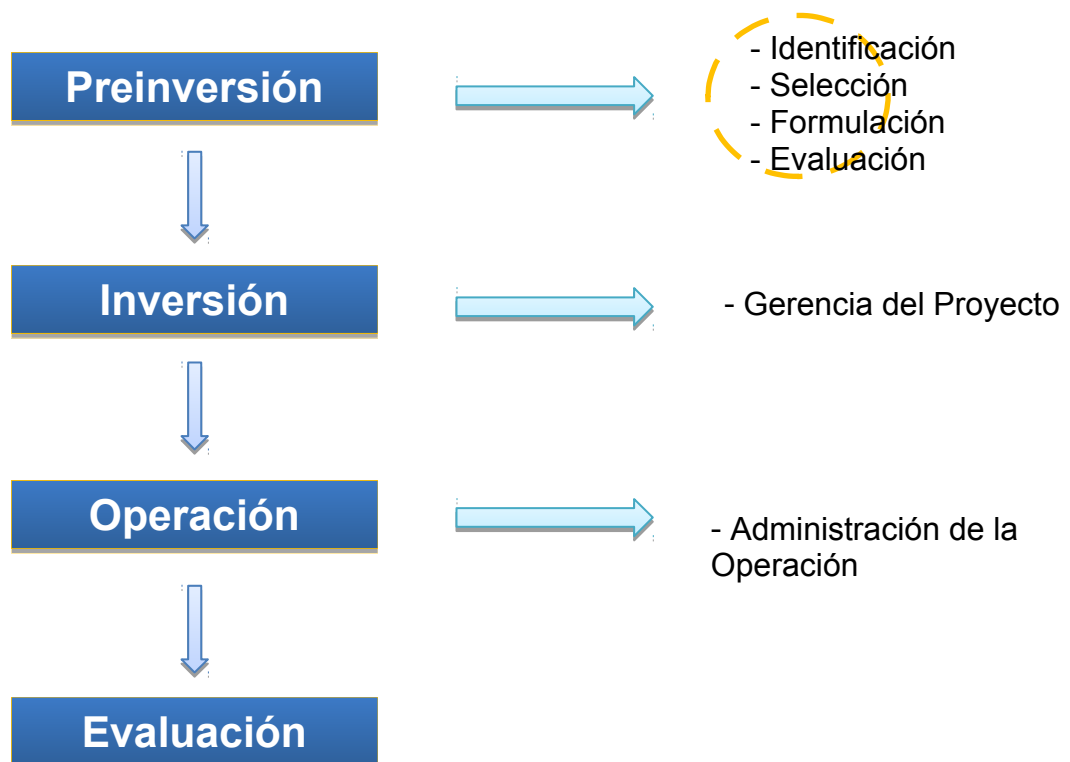 Preinversión
- Identificación
- Selección
- Formulación
- Evaluación
Inversión
- Gerencia del Proyecto
Operación
- Administración de la
Operación
Evaluación